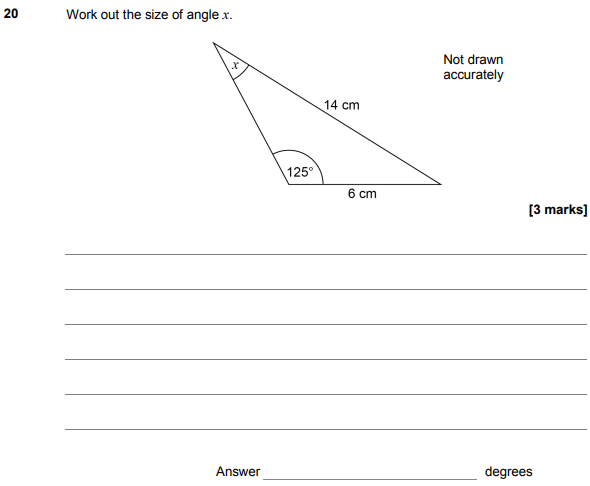 20 Work out the size of angle x.
Not drawn
accurately
x
14 cm
125°
6 cm
[3 marks]
Answer degrees